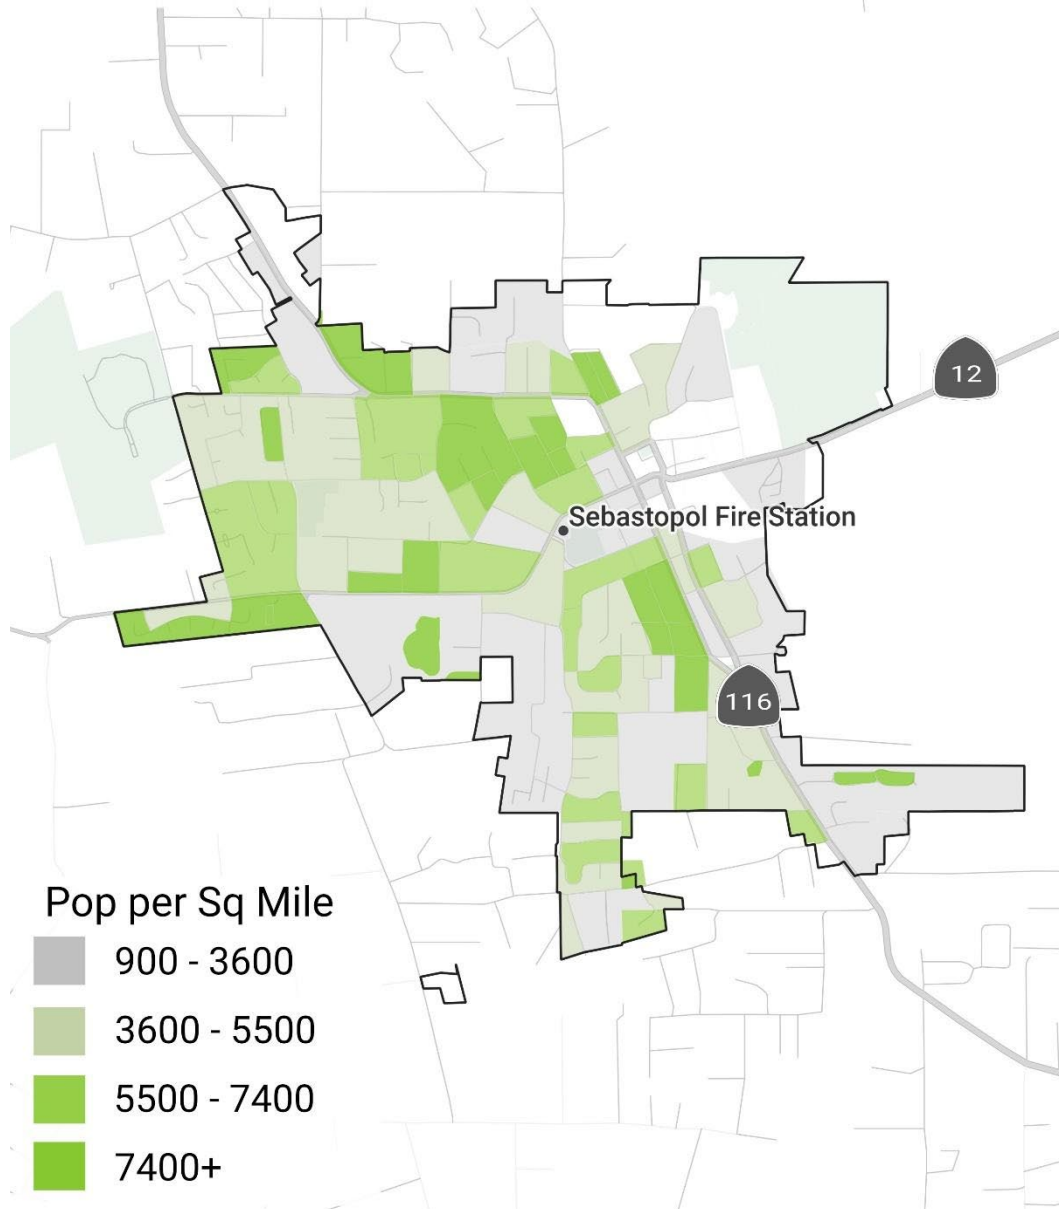 12
Sebastopol Fire Station
116
Pop per Sq Mile
900 - 3600
3600 - 5500
5500 - 7400
7400+